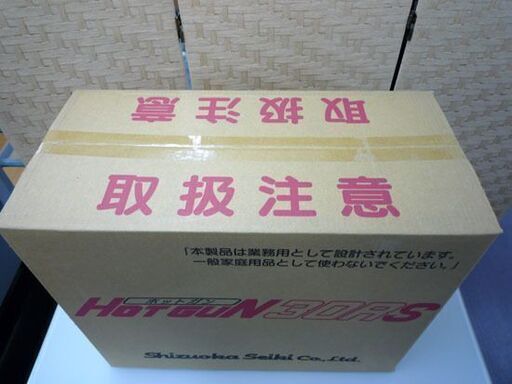 取扱注意
取扱注意
「本製品は業務用として設計されています。
一般家庭用品として使わないでください。」
ホットガン
HOTGUN 30RS
Shizuoka Seiki Co., Ltd.